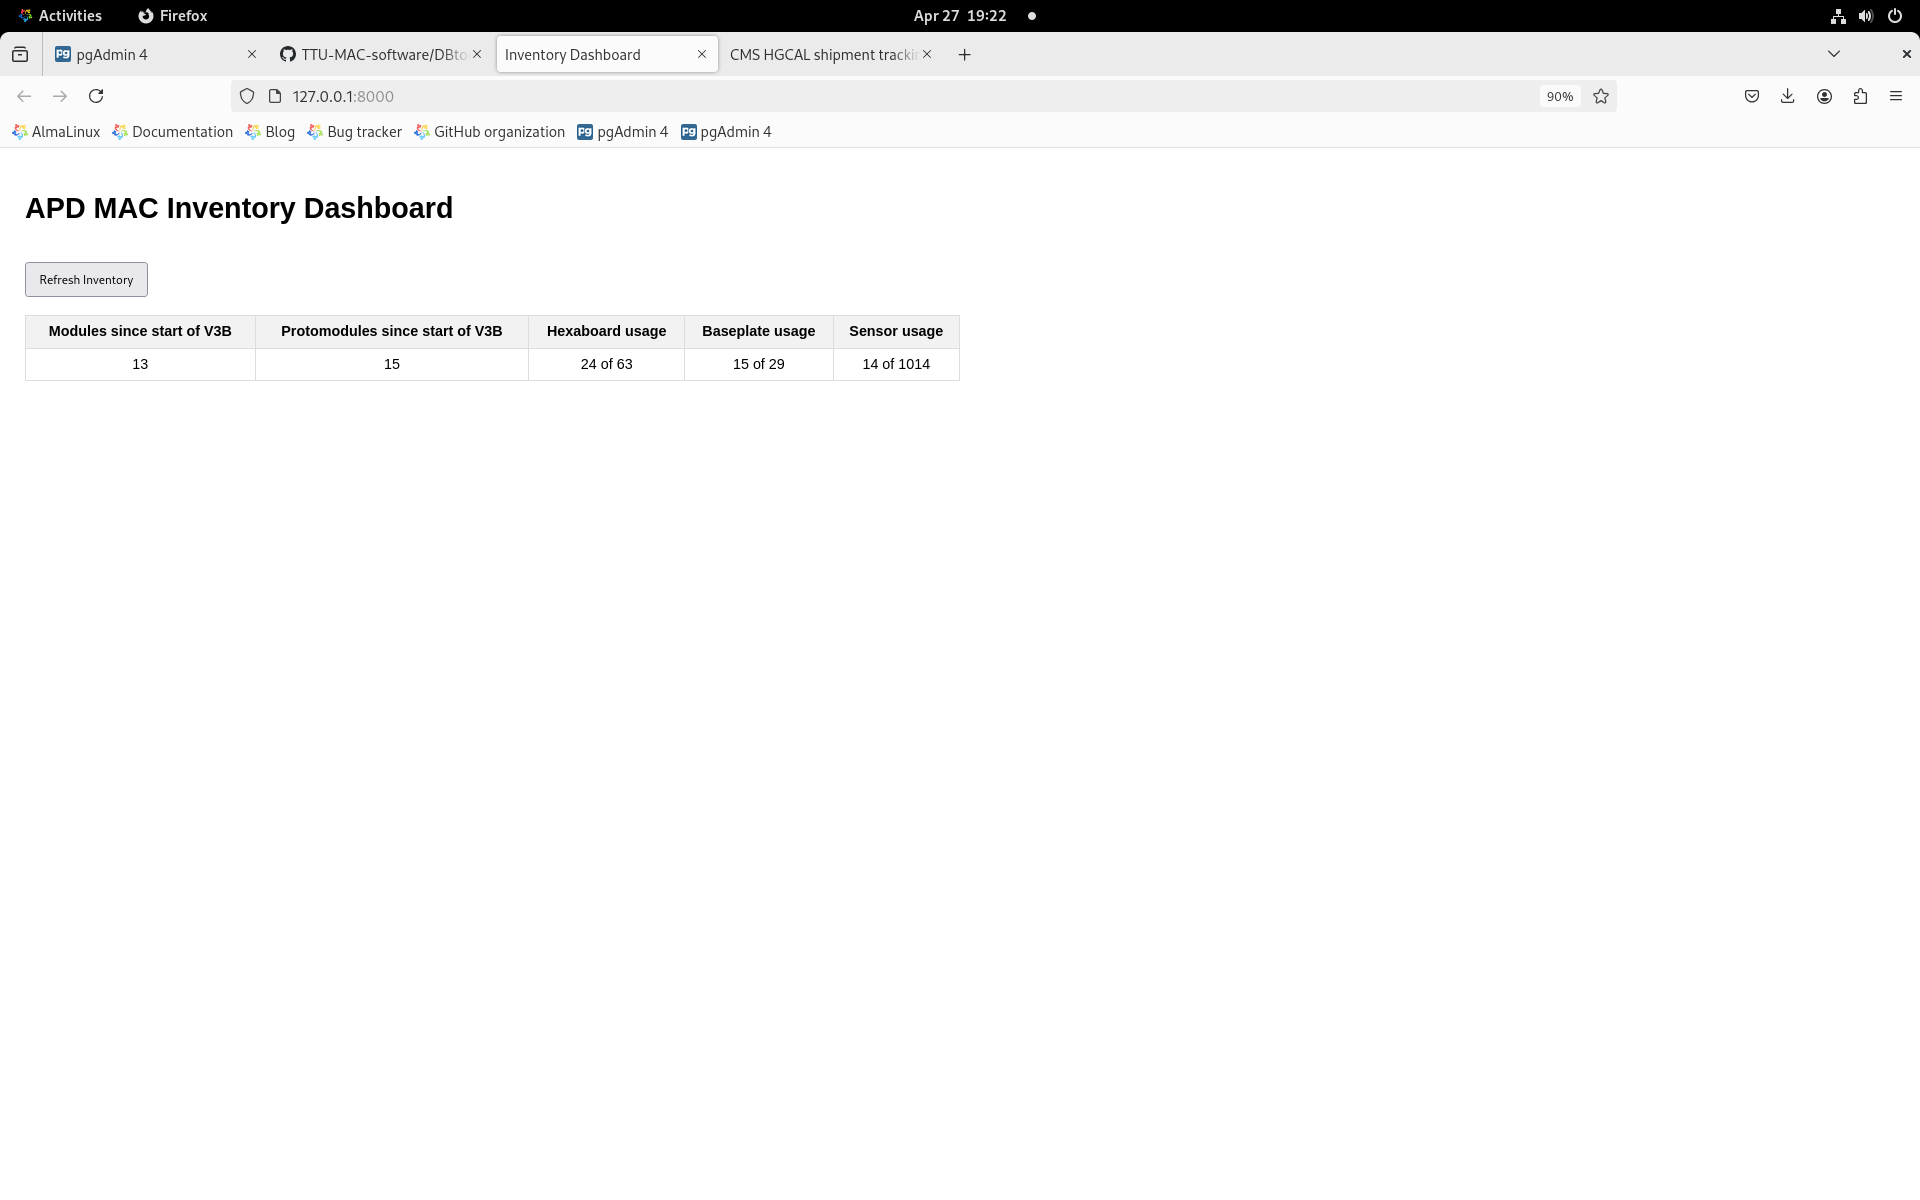 Activities Firefox Apr 27 19:22
pgAdmin 4 TTU-MAC-software/DBto Inventory Dashboard CMS HGCAL shipment trackin
127.0.0.1:8000 90%
AlmaLinux Documentation Blog Bug tracker GitHub organization pgAdmin 4 pgAdmin 4
APD MAC Inventory Dashboard
Refresh Inventory
Modules since start of V3B Protomodules since start of V3B Hexaboard usage Baseplate usage Sensor usage
13 15 24 of 63 15 of 29 14 of 1014